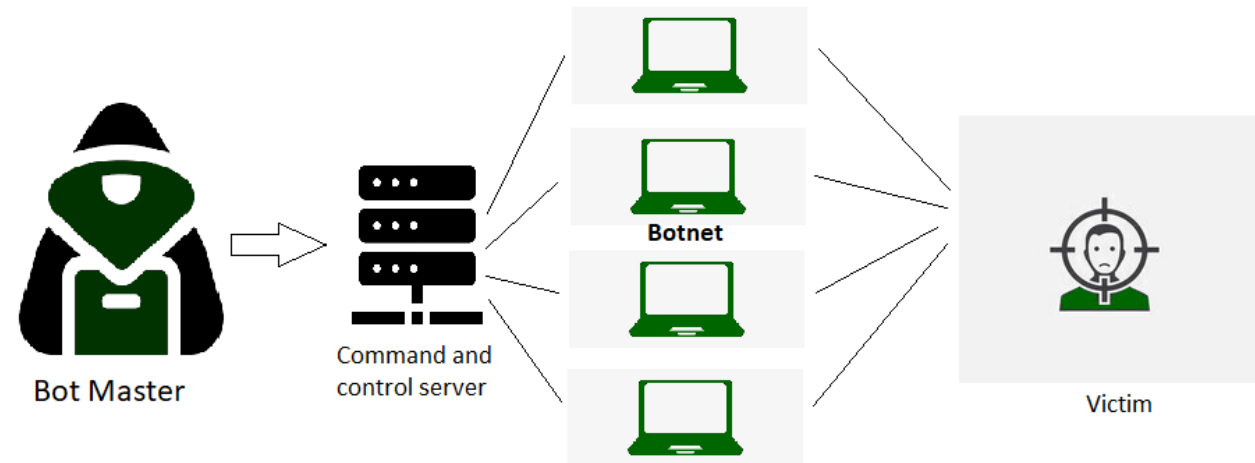 Bot Master
Command and
control server
Botnet
Victim